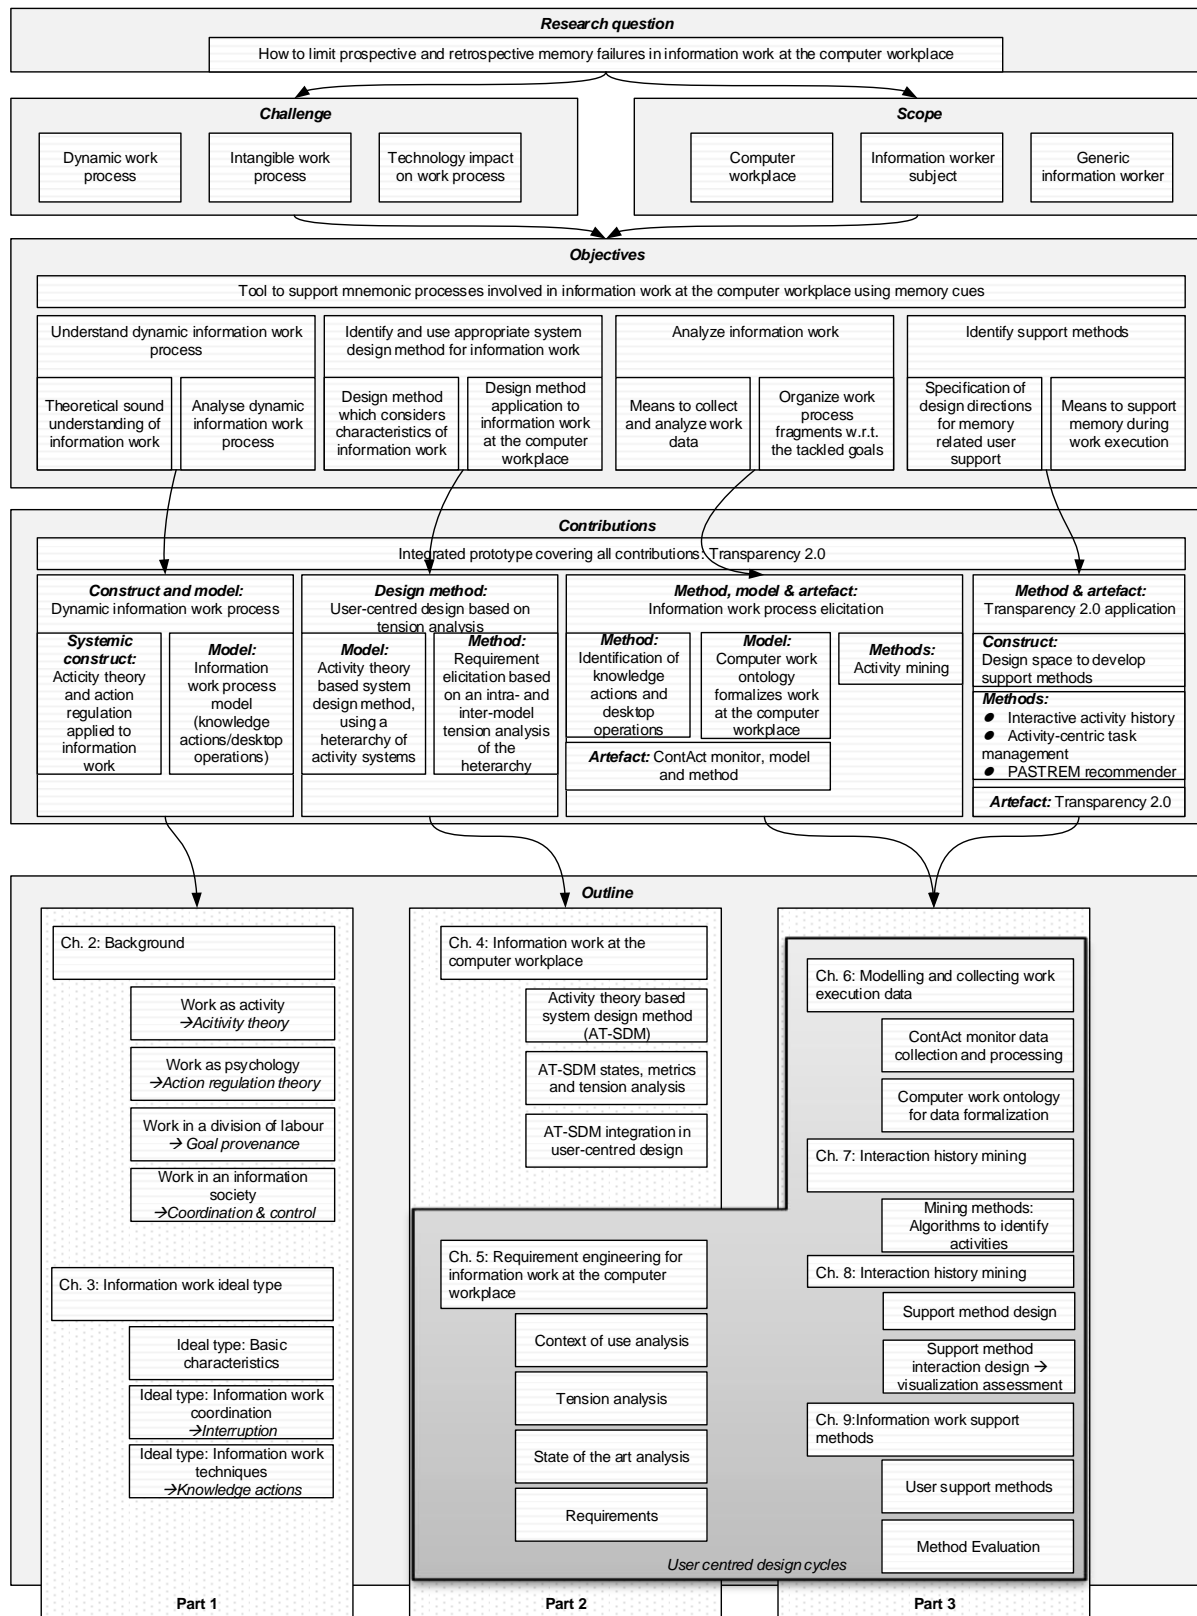 Research question
How to limit prospective and retrospective memory failures in information work at the computer workplace
Challenge
Dynamic work
process
Intangible work
process
Technology impact
on work process
Scope
Computer
workplace
Information worker
subject
Generic
information worker
Objectives
Tool to support mnemonic processes involved in information work at the computer workplace using memory cues
Understand dynamic information work
process
Theoretical sound
understanding of
information work
Analyse dynamic
information work
process
Identify and use appropriate system
design method for information work
Design method
which considers
characteristics of
information work
Design method
application to
information work
at the computer
workplace
Analyze information work
Means to collect
and analyze work
data
Organize work
process
fragments w.r.t.
the tackled goals
Identify support methods
Specification of
design directions
for memory
related user
support
Means to support
memory during
work execution
Contributions
Integrated prototype covering all contributions: Transparency 2.0
Construct and model:
Dynamic information work process
Systemic
construct:
Acticity theory
and action
regulation
applied to
information
work
Model:
Information
work process
model
(knowledge
actions/desktop
operations)
Design method:
User-centred design based on
tension analysis
Model:
Activity theory
based system
design method,
using a
heterarchy of
activity systems
Method:
Requirement
elicitation based
on an intra- and
inter-model
tension analysis
of the
heterarchy
Method, model & artefact:
Information work process elicitation
Method:
Identification of
knowledge
actions and
desktop
operations
Model:
Computer work
ontology
formalizes work
at the computer
workplace
Methods:
Activity mining
Artefact: ContAct monitor, model
and method
Method & artefact:
Transparency 2.0 application
Construct:
Design space to develop
support methods
Methods:
● Interactive activity history
● Activity-centric task
management
● PASTREM recommender
Artefact: Transparency 2.0
Outline
Ch. 2: Background
Work as activity
→Acitivity theory
Work as psychology
→Action regulation theory
Work in a division of labour
→ Goal provenance
Work in an information
society
→Coordination & control
Ch. 3: Information work ideal type
Ideal type: Basic
characteristics
Ideal type: Information work
coordination
→Interruption
Ideal type: Information work
techniques
→Knowledge actions
Part 1
Ch. 4: Information work at the
computer workplace
Activity theory based
system design method
(AT-SDM)
AT-SDM states, metrics
and tension analysis
AT-SDM integration in
user-centred design
Ch. 5: Requirement engineering for
information work at the computer
workplace
Context of use analysis
Tension analysis
State of the art analysis
Requirements
Part 2
Ch. 6: Modelling and collecting work
execution data
ContAct monitor data
collection and processing
Computer work ontology
for data formalization
Ch. 7: Interaction history mining
Mining methods:
Algorithms to identify
activities
Ch. 8: Interaction history mining
Support method design
Support method
interaction design →
visualization assessment
Ch. 9:Information work support
methods
User support methods
Method Evaluation
User centred design cycles
Part 3